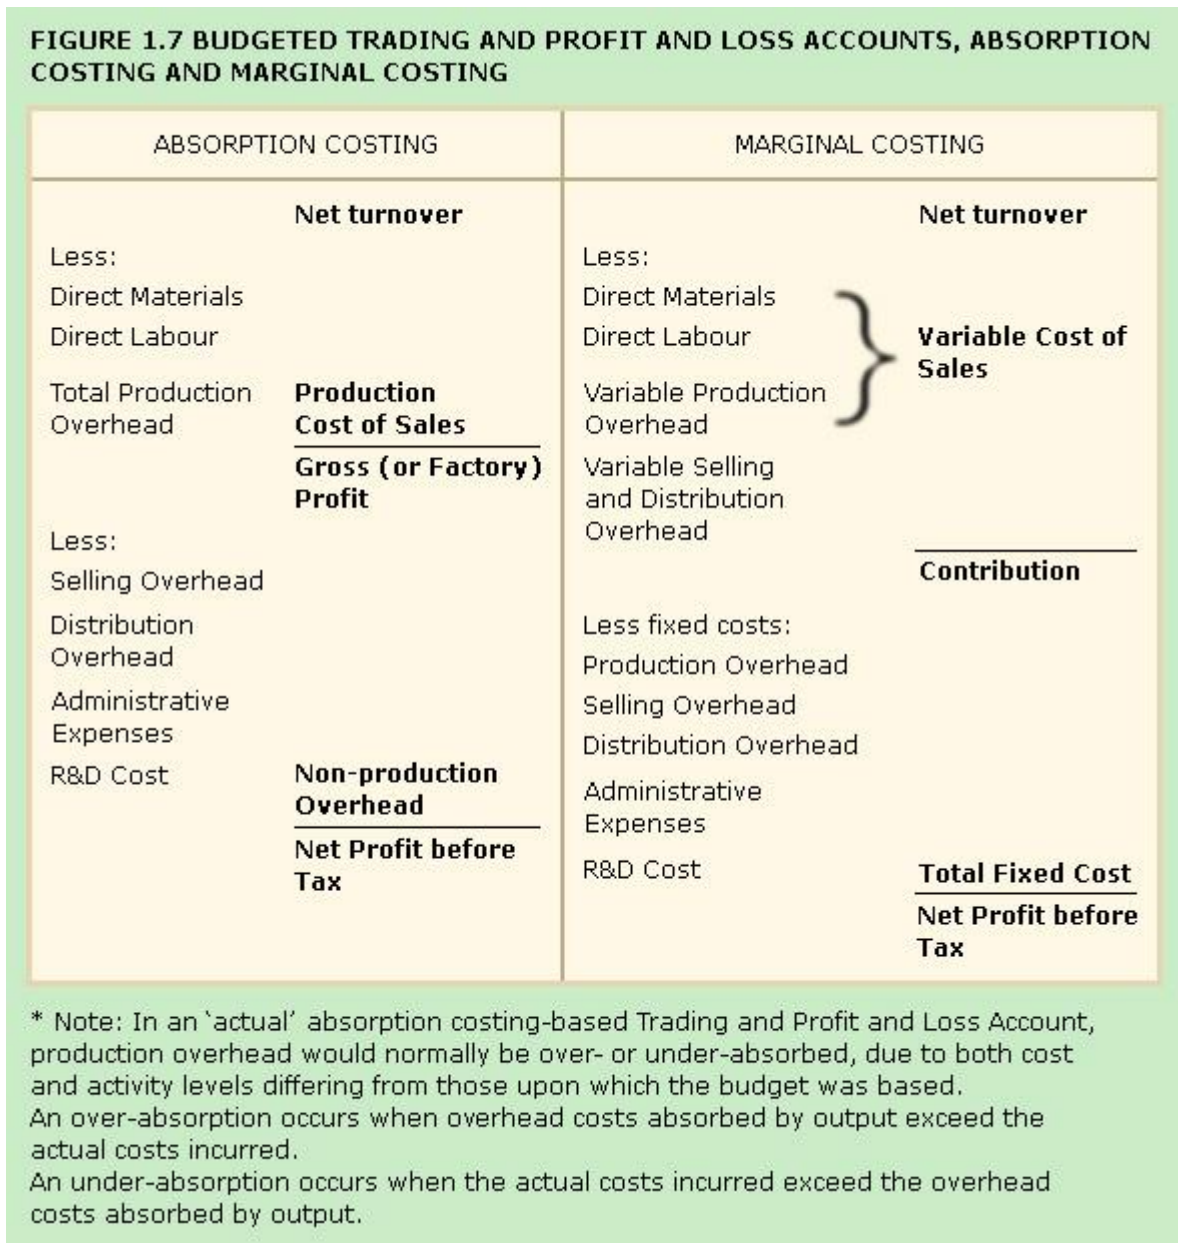 FIGURE 1.7 BUDGETED TRADING AND PROFIT AND LOSS ACCOUNTS, ABSORPTION
COSTING AND MARGINAL COSTING
ABSORPTION COSTING
Net turnover
Less:
Direct Materials
Direct Labour
Total Production
Overhead
Production
Cost of Sales
Gross (or Factory)
Profit
Less:
Selling Overhead
Distribution
Overhead
Administrative
Expenses
R&D Cost
Non-production
Overhead
Net Profit before
Tax
MARGINAL COSTING
Net turnover
Less:
Direct Materials
Direct Labour
Variable Production
Overhead
Variable Cost of
Sales
Variable Selling
and Distribution
Overhead
Contribution
Less fixed costs:
Production Overhead
Selling Overhead
Distribution Overhead
Administrative
Expenses
R&D Cost
Total Fixed Cost
Net Profit before
Tax
* Note: In an ‘actual’ absorption costing-based Trading and Profit and Loss Account,
production overhead would normally be over- or under-absorbed, due to both cost
and activity levels differing from those upon which the budget was based.
An over-absorption occurs when overhead costs absorbed by output exceed the
actual costs incurred.
An under-absorption occurs when the actual costs incurred exceed the overhead
costs absorbed by output.